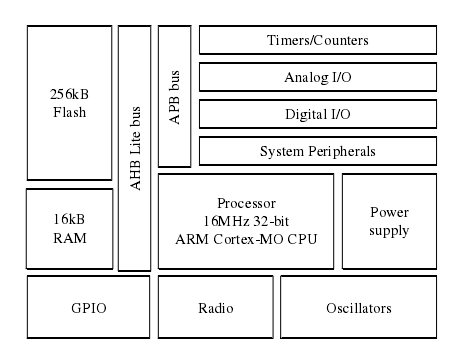 Timers/Counters
256kB
Flash
AHB Lite bus
APB bus
Analog I/O
Digital I/O
System Peripherals
16kB
RAM
Processor
16MHz 32-bit
ARM Cortex-MO CPU
Power
supply
GPIO
Radio
Oscillators